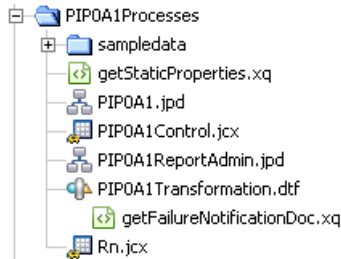 PIP0A1Processes
sampledata
getStaticProperties.xq
PIP0A1.jpd
PIP0A1Control.jcx
PIP0A1ReportAdmin.jpd
PIP0A1Transformation.dtf
getFailureNotificationDoc.xq
Rn.jcx